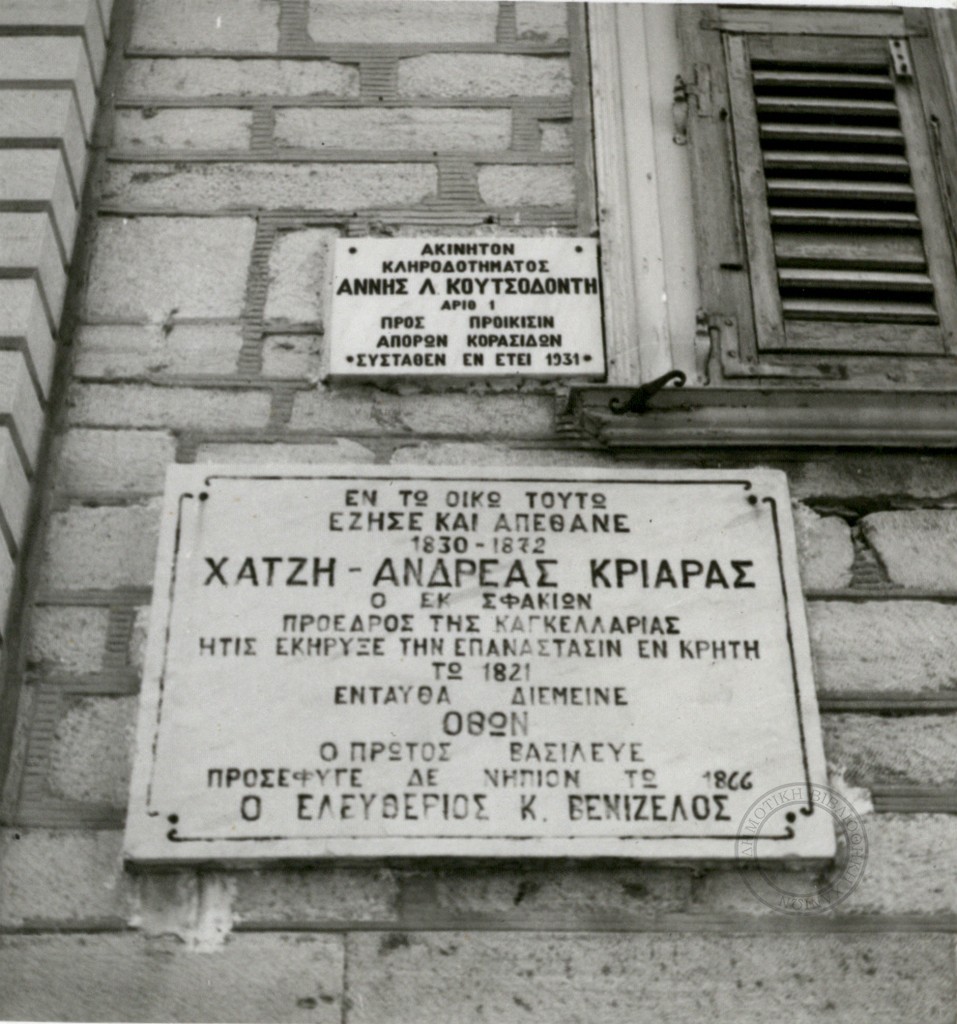 ΑΚΙΝΗΤΟΝ
ΚΛΗΡΟΔΟΤΗΜΑΤΟΣ
ΑΝΝΗΣ Λ. ΚΟΥΤΣΟΔΟΝΤΗ
ΑΡΙΘ 1
ΠΡΟΣ ΠΡΟΙΚΙΣΙΝ
ΑΠΟΡΩΝ ΚΟΡΑΣΙΔΩΝ
ΣΥΣΤΑΘΕΝ ΕΝ ΕΤΕΙ 1931
ΕΝ ΤΩ ΟΙΚΩ ΤΟΥΤΩ
ΕΖΗΣΕ ΚΑΙ ΑΠΕΘΑΝΕ
1830 - 1872
ΧΑΤΖΗ - ΑΝΔΡΕΑΣ ΚΡΙΑΡΑΣ
Ο ΕΚ ΣΦΑΚΙΩΝ
ΠΡΟΕΔΡΟΣ ΤΗΣ ΚΑΓΚΕΛΛΑΡΙΑΣ
ΗΤΙΣ ΕΚΗΡΥΞΕ ΤΗΝ ΕΠΑΝΑΣΤΑΣΙΝ ΕΝ ΚΡΗΤΗ
ΤΩ 1821
ΕΝΤΑΥΘΑ ΔΙΕΜΕΙΝΕ
ΟΘΩΝ
Ο ΠΡΩΤΟΣ ΒΑΣΙΛΕΥΣ
ΠΡΟΣΕΦΥΓΕ ΔΕ ΝΗΠΙΟΝ ΤΩ 1866
Ο ΕΛΕΥΘΕΡΙΟΣ Κ. ΒΕΝΙΖΕΛΟΣ
ΔΗΜΟΤΙΚΗ ΒΙΒΛΙΟΘΗΚΗ